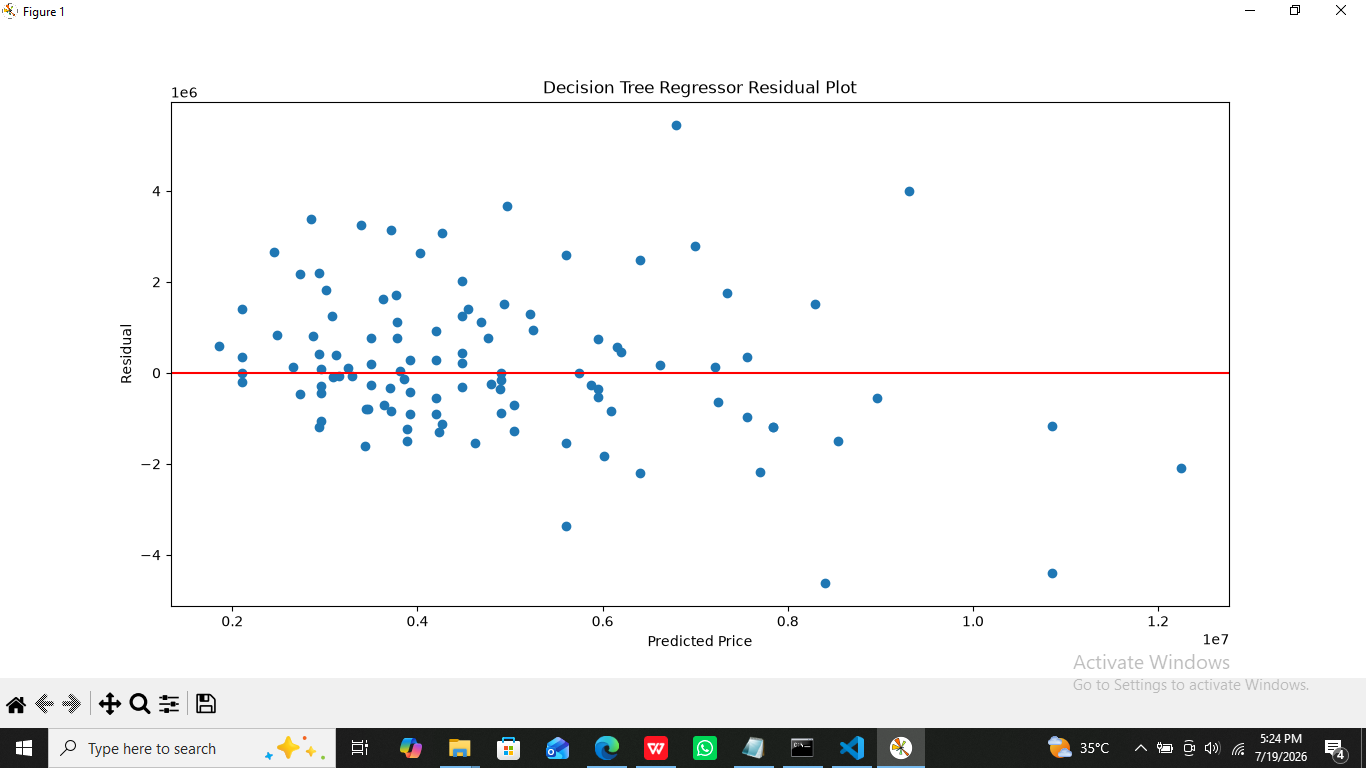 Figure 1
Decision Tree Regressor Residual Plot
1e6
4
2
0
−2
−4
Residual
0.2 0.4 0.6 0.8 1.0 1.2
1e7
Predicted Price
Activate Windows
Go to Settings to activate Windows.
Type here to search
35°C
5:24 PM
7/19/2026
4